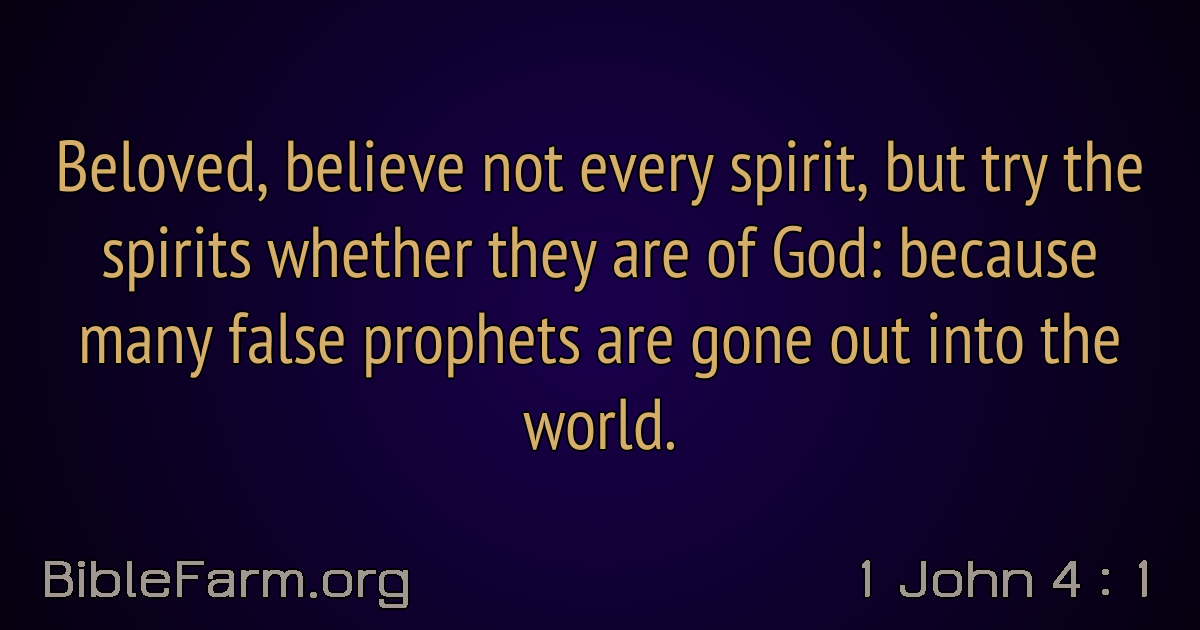 Beloved, believe not every spirit, but try the
spirits whether they are of God: because
many false prophets are gone out into the
world.
BibleFarm.org
1 John 4 : 1